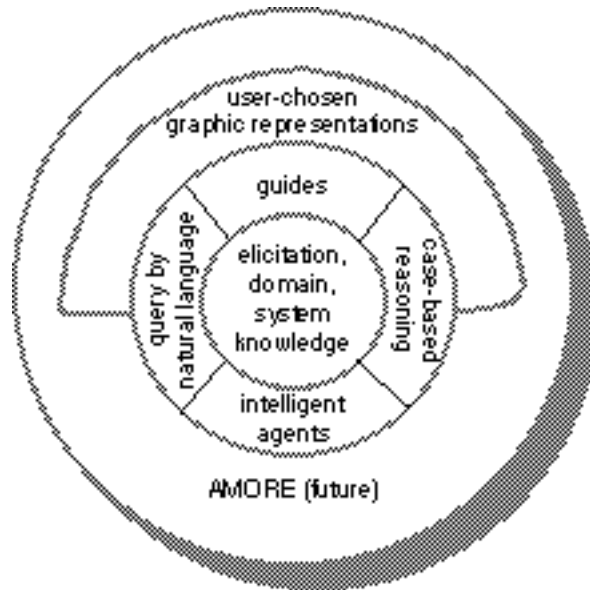 user-chosen
graphic representations
guides
query by
natural language
elicitation,
domain,
system
knowledge
case-based
reasoning
intelligent
agents
AMORE (future)